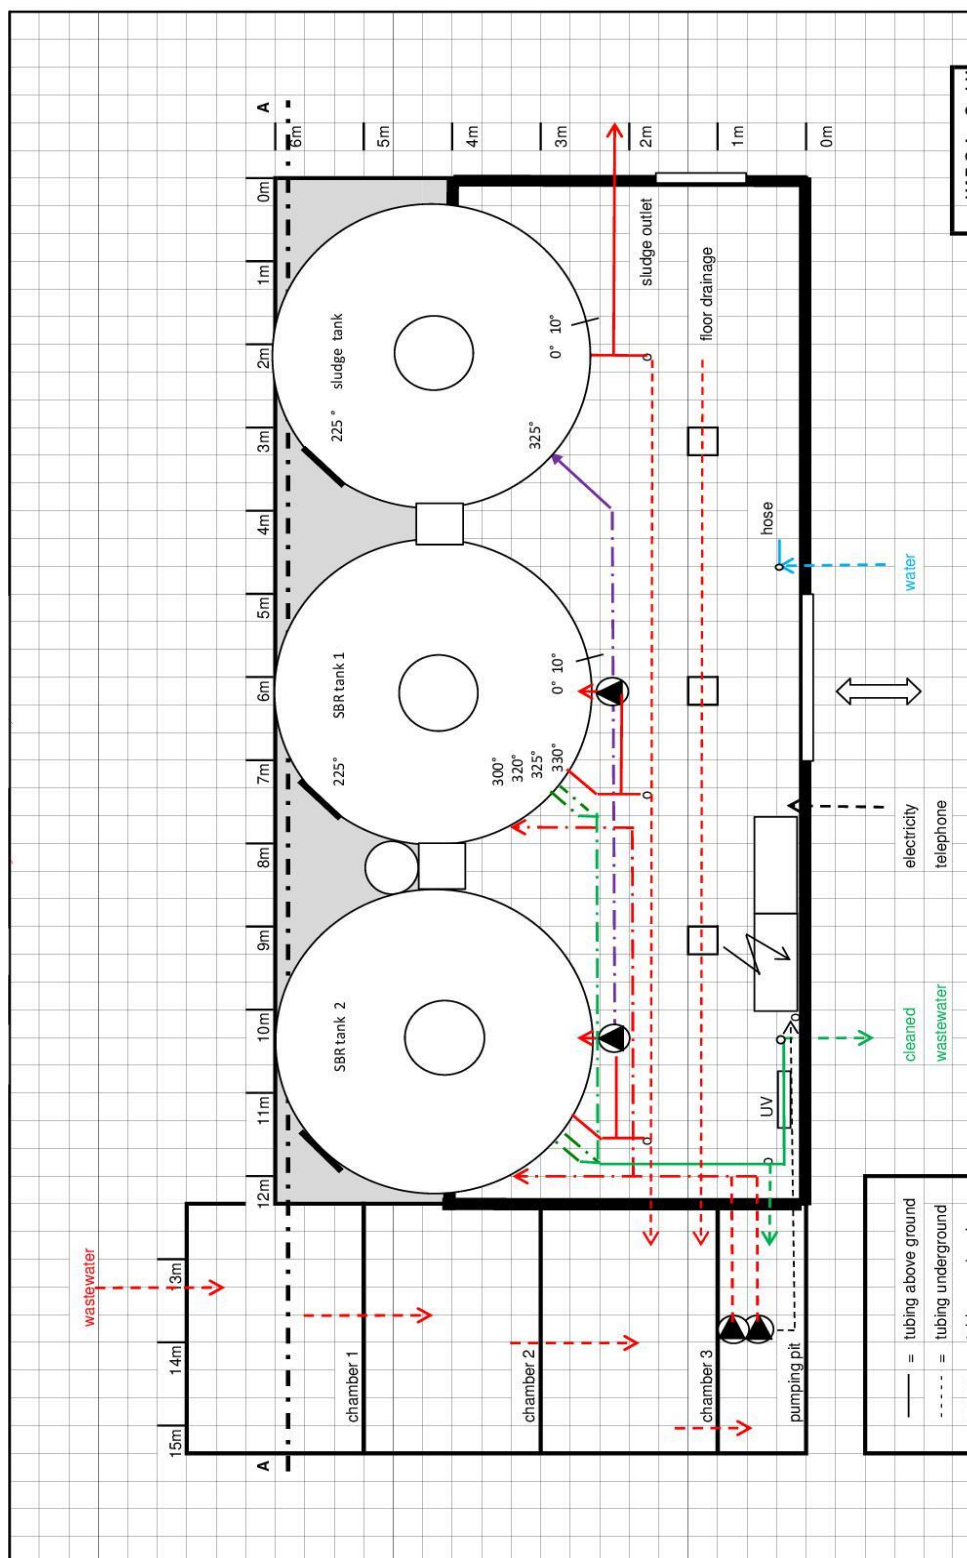 A
6m
5m
4m
3m
2m
1m
0m
0m
1m
2m
3m
4m
5m
6m
7m
8m
9m
10m
11m
12m
13m
14m
15m
A
sludge tank
225 °
0° 10°
325°
sludge outlet
floor drainage
SBR tank 1
225°
0° 10°
300°
320°
325°
330°
hose
water
SBR tank 2
electricity
telephone
cleaned
wastewater
UV
wastewater
chamber 1
chamber 2
chamber 3
pumping pit
= tubing above ground
= tubing underground